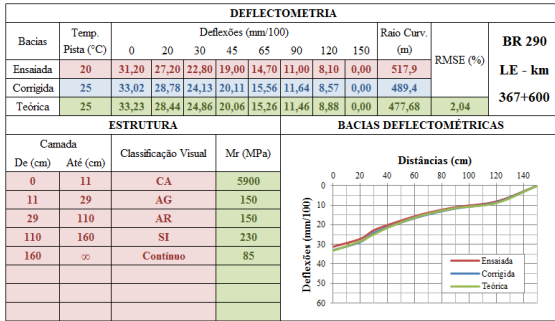 DEFLECTOMETRIA
Bacias Temp. Pista (°C) Deflexões (mm/100) Raio Curv. (m) RMSE (%) BR 290 LE - km 367+600
0 20 30 45 65 90 120 150
Ensaiada 20 31,20 27,20 22,80 19,00 14,70 11,00 8,10 0,00 517,9
Corrigida 25 33,02 28,78 24,13 20,11 15,56 11,64 8,57 0,00 489,4
Teórica 25 33,23 28,44 24,86 20,06 15,26 11,46 8,88 0,00 477,68 2,04
ESTRUTURA BACIAS DEFLECTOMÉTRICAS
Camada Classificação Visual Mr (MPa)
De (cm) Até (cm)
0 11 CA 5900
11 29 AG 150
29 110 AR 150
110 160 SI 230
160 ∞ Contínuo 85
Distâncias (cm)
0 20 40 60 80 100 120 140
Deflexões (mm/100)
0
10
20
30
40
50
60
Ensaiada
Corrigida
Teórica